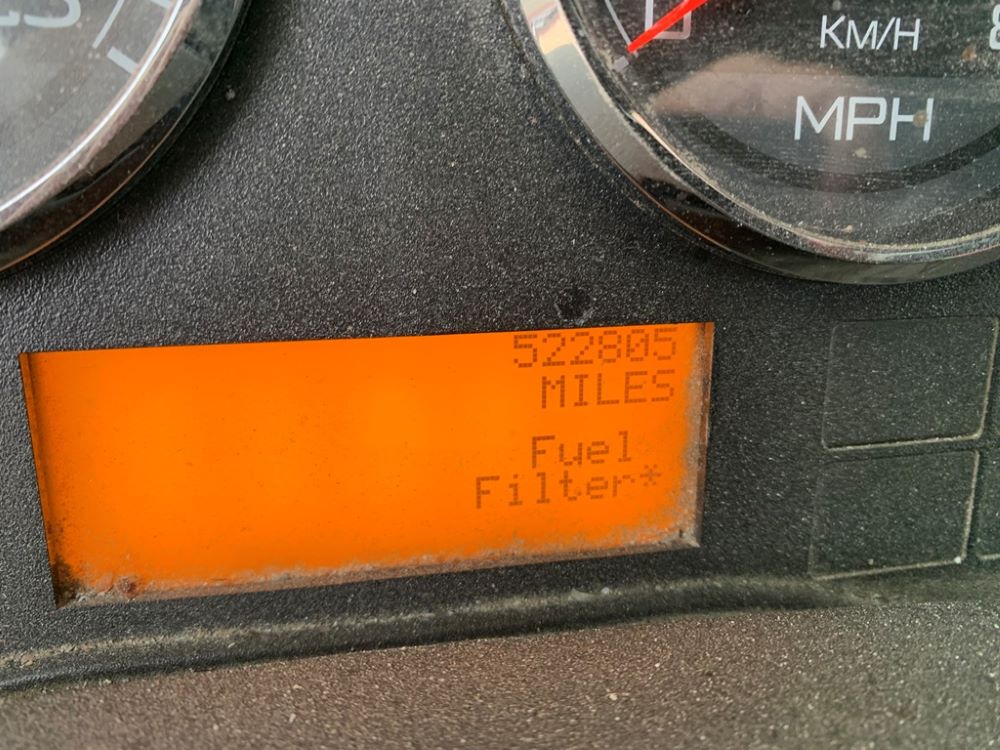 KM/H
MPH
522805
MILES
Fuel
Filter*